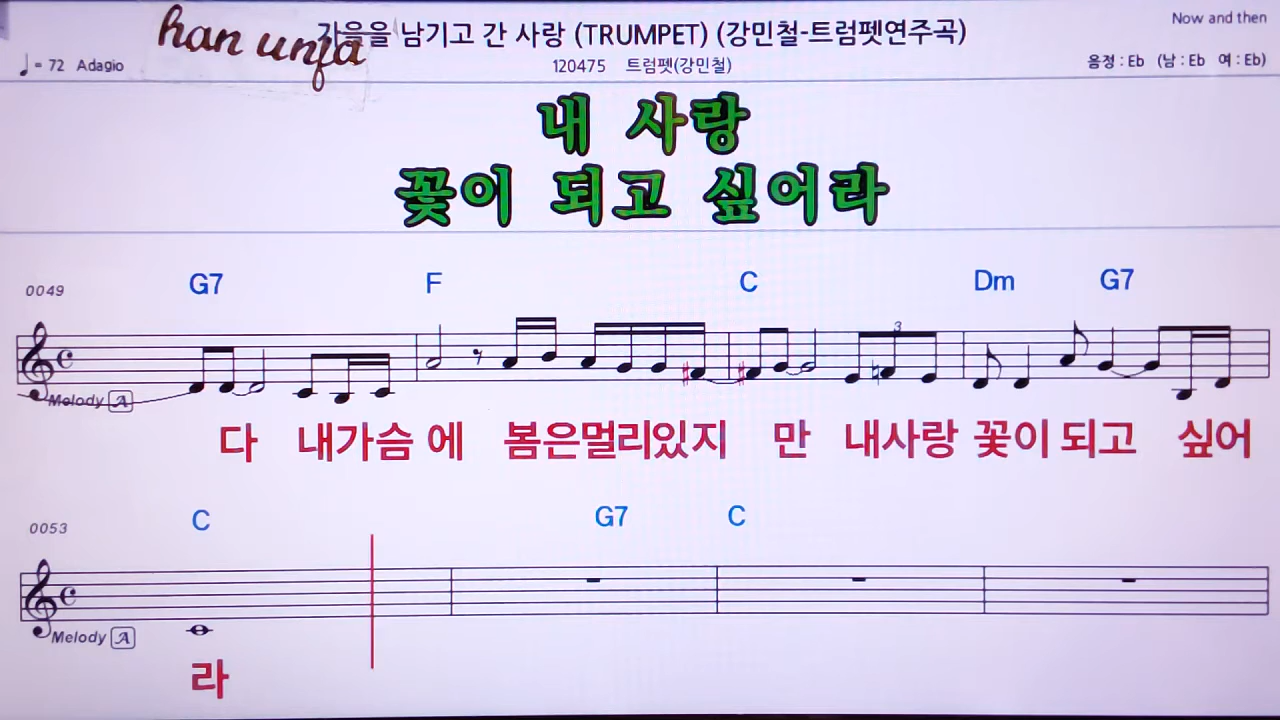 han unja
가을을 남기고 간 사랑 (TRUMPET) (강민철-트럼펫연주곡)
Now and then
= 72 Adagio
120475 트럼펫(강민철)
음정 : Eb (남 : Eb 여 : Eb)
내 사랑
꽃이 되고 싶어라
0049 G7 F C Dm G7
3
Melody A
다 내가슴 에 봄은멀리있지 만 내사랑 꽃이 되고 싶어
0053 C G7 C
Melody A
라